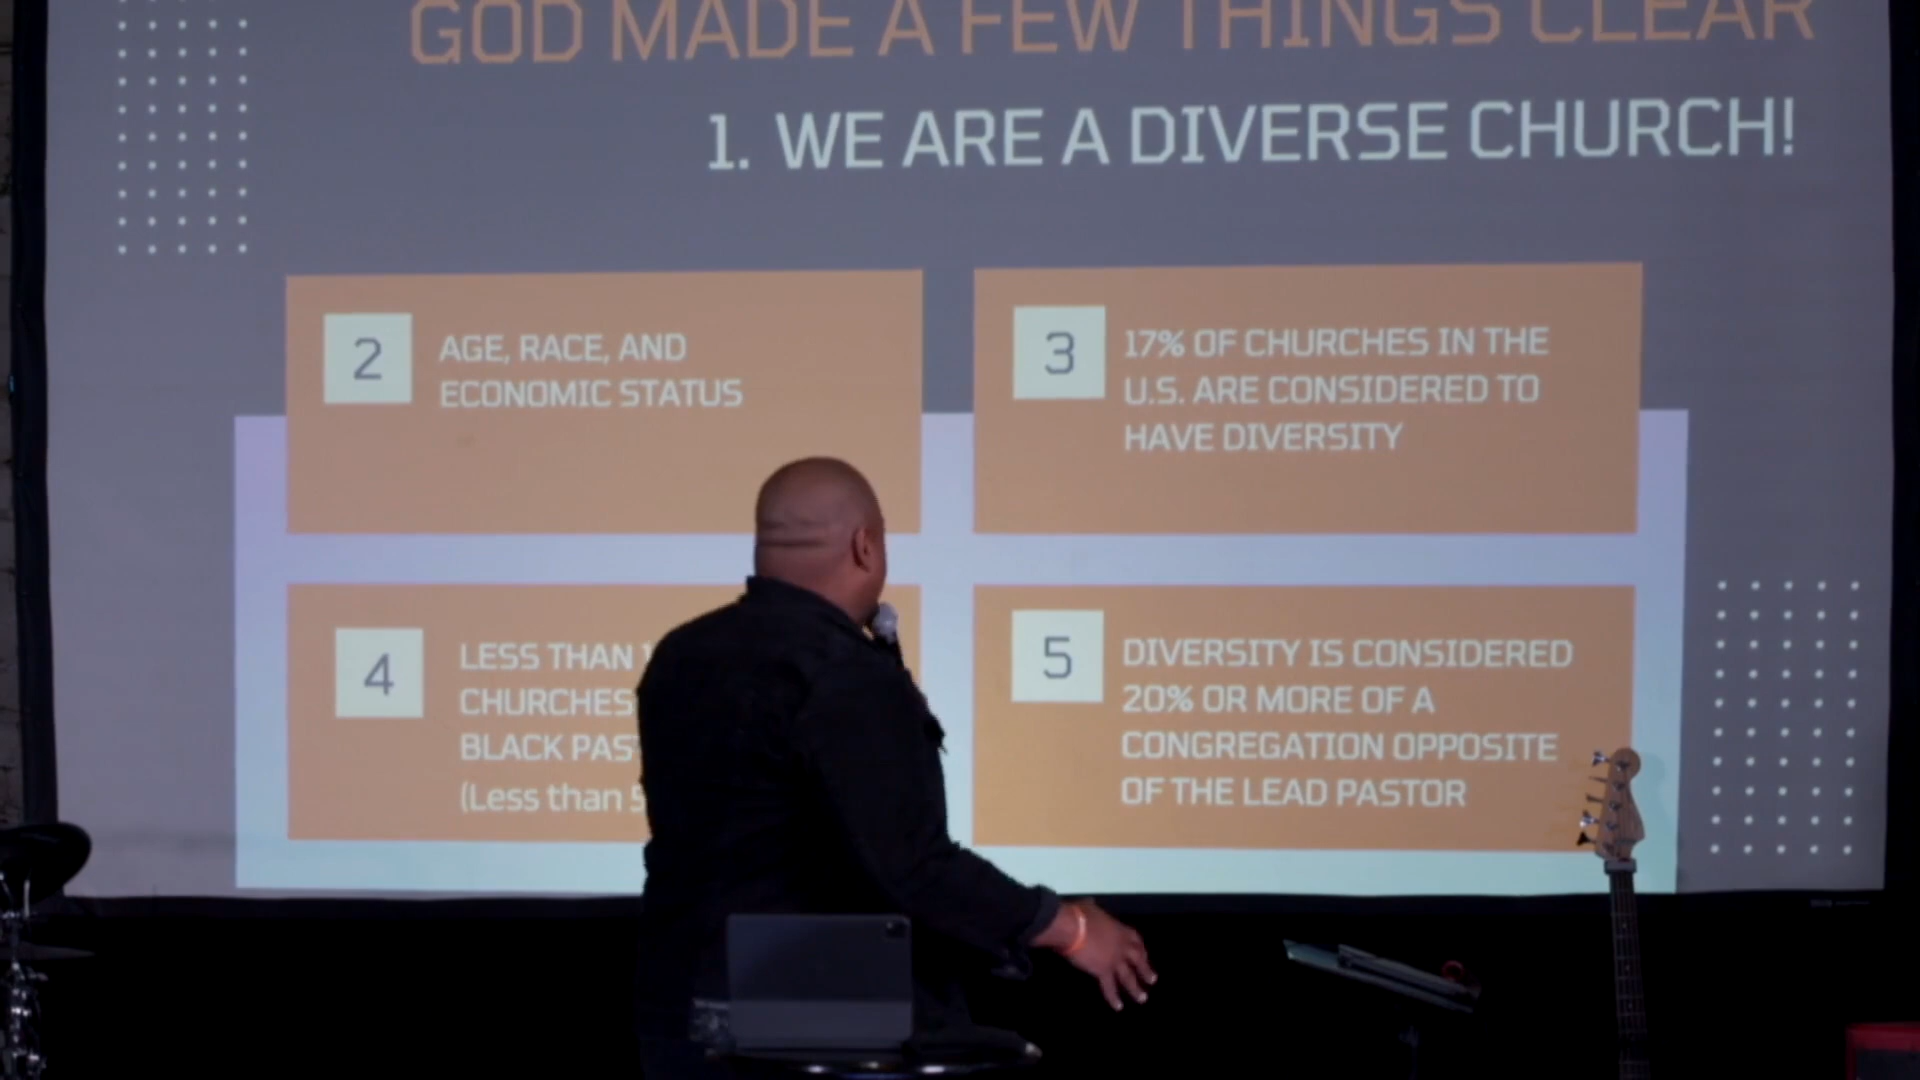 GOD MADE A FEW THINGS CLEAR
1. WE ARE A DIVERSE CHURCH!
2
AGE, RACE, AND
ECONOMIC STATUS
3
17% OF CHURCHES IN THE
U.S. ARE CONSIDERED TO
HAVE DIVERSITY
4
LESS THAN
CHURCHES
BLACK
(Less than
5
DIVERSITY IS CONSIDERED
20% OR MORE OF A
CONGREGATION OPPOSITE
OF THE LEAD PASTOR